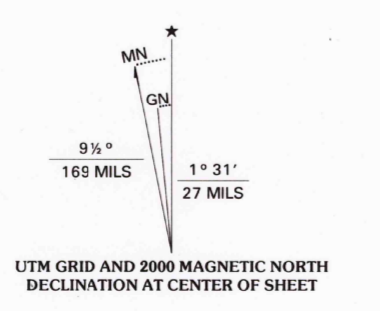 ★
MN
GN
9½°
169 MILS
1° 31′
27 MILS
UTM GRID AND 2000 MAGNETIC NORTH
DECLINATION AT CENTER OF SHEET